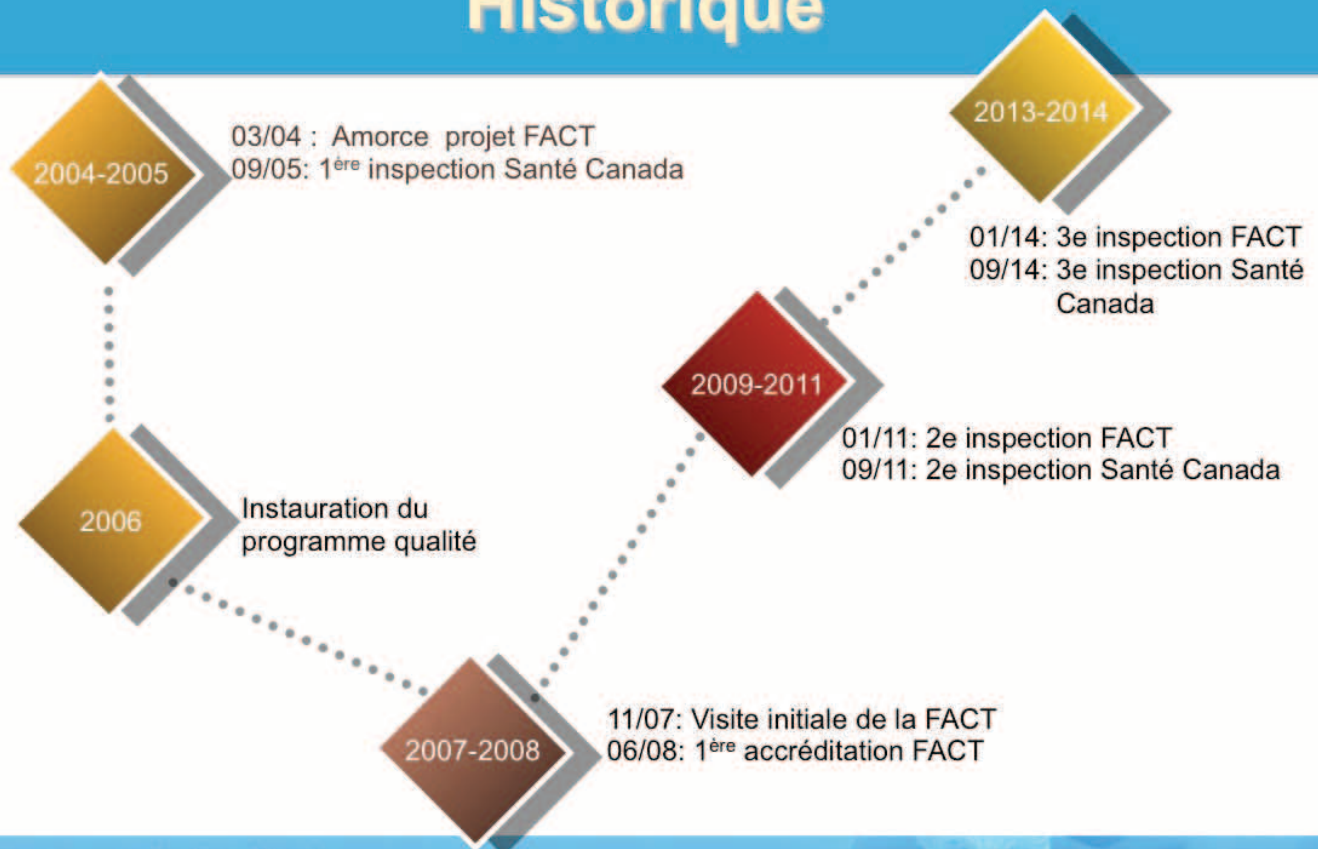 Historique
2004-2005
03/04 : Amorce projet FACT
09/05: 1ère inspection Santé Canada
2006
Instauration du
programme qualité
2007-2008
11/07: Visite initiale de la FACT
06/08: 1ère accréditation FACT
2009-2011
01/11: 2e inspection FACT
09/11: 2e inspection Santé Canada
2013-2014
01/14: 3e inspection FACT
09/14: 3e inspection Santé
Canada